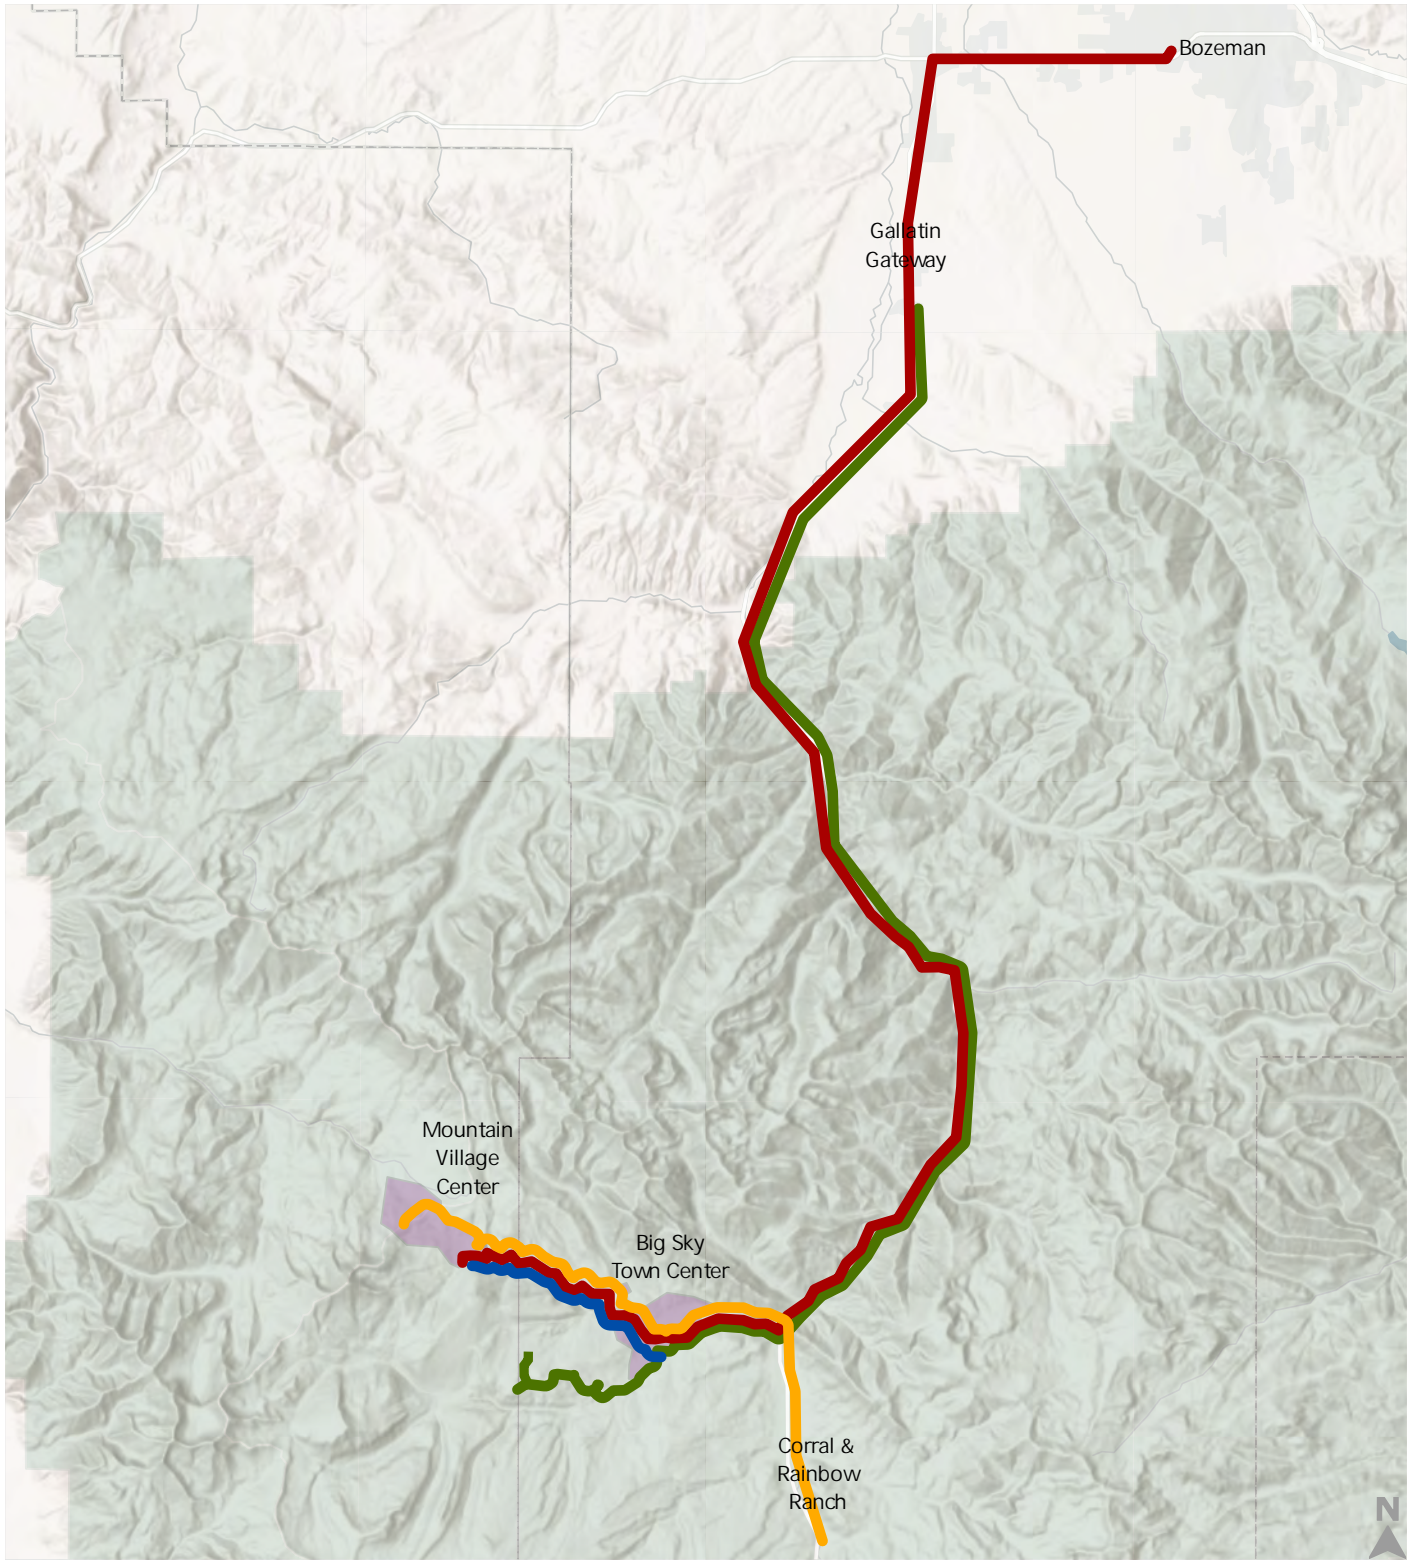 Bozeman
Gallatin
Gateway
Mountain
Village
Center
Big Sky
Town Center
Corral &
Rainbow
Ranch
N